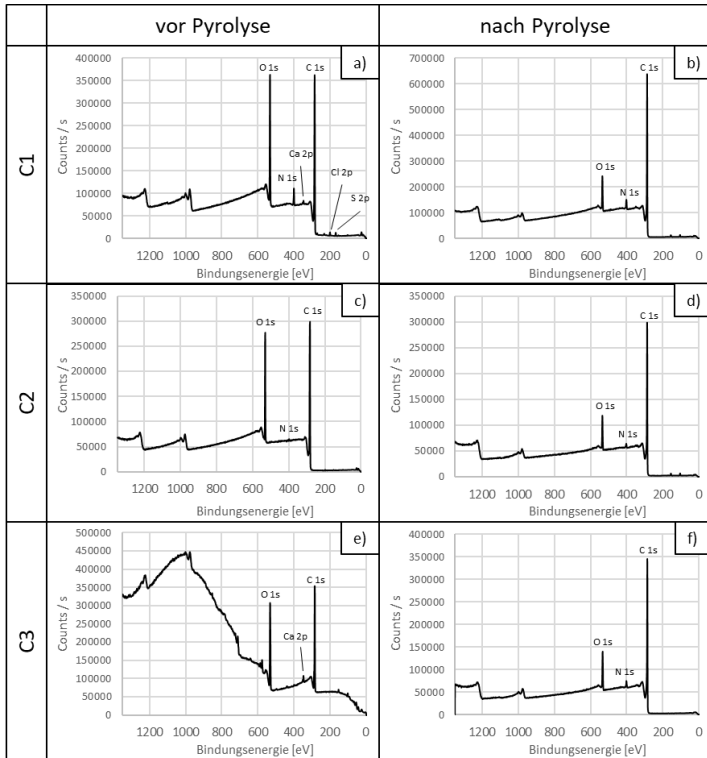 vor Pyrolyse
nach Pyrolyse
C1
a)
Counts / s
400000
350000
300000
250000
200000
150000
100000
50000
0
O 1s
C 1s
N 1s
Ca 2p
Cl 2p
S 2p
1200 1000 800 600 400 200 0
Bindungsenergie [eV]
b)
Counts / s
700000
600000
500000
400000
300000
200000
100000
0
C 1s
O 1s
N 1s
1200 1000 800 600 400 200 0
Bindungsenergie [eV]
C2
c)
Counts / s
350000
300000
250000
200000
150000
100000
50000
0
O 1s
C 1s
N 1s
1200 1000 800 600 400 200 0
Bindungsenergie [eV]
d)
Counts / s
350000
300000
250000
200000
150000
100000
50000
0
C 1s
O 1s
N 1s
1200 1000 800 600 400 200 0
Bindungsenergie [eV]
C3
e)
Counts / s
500000
450000
400000
350000
300000
250000
200000
150000
100000
50000
0
O 1s
C 1s
Ca 2p
1200 1000 800 600 400 200 0
Bindungsenergie [eV]
f)
Counts / s
400000
350000
300000
250000
200000
150000
100000
50000
0
C 1s
O 1s
N 1s
1200 1000 800 600 400 200 0
Bindungsenergie [eV]